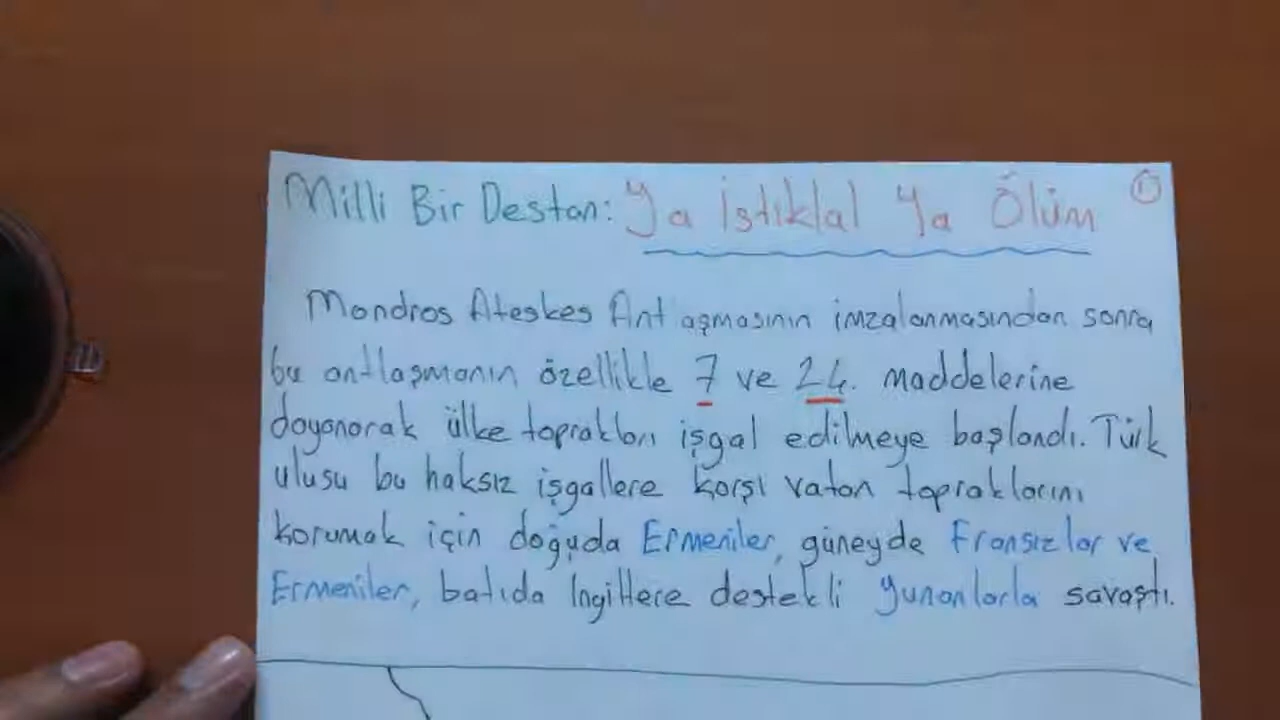 Milli Bir Destan: Ya İstiklal Ya Ölüm ①
Mondros Ateşkes Antlaşmasının imzalanmasından sonra
bu antlaşmanın özellikle 7 ve 24. maddelerine
dayanarak ülke toprakları işgal edilmeye başlandı. Türk
ulusu bu haksız işgallere karşı vatan topraklarını
korumak için doğuda Ermeniler, güneyde Fransızlar ve
Ermeniler, batıda İngiltere destekli Yunanlarla savaştı.